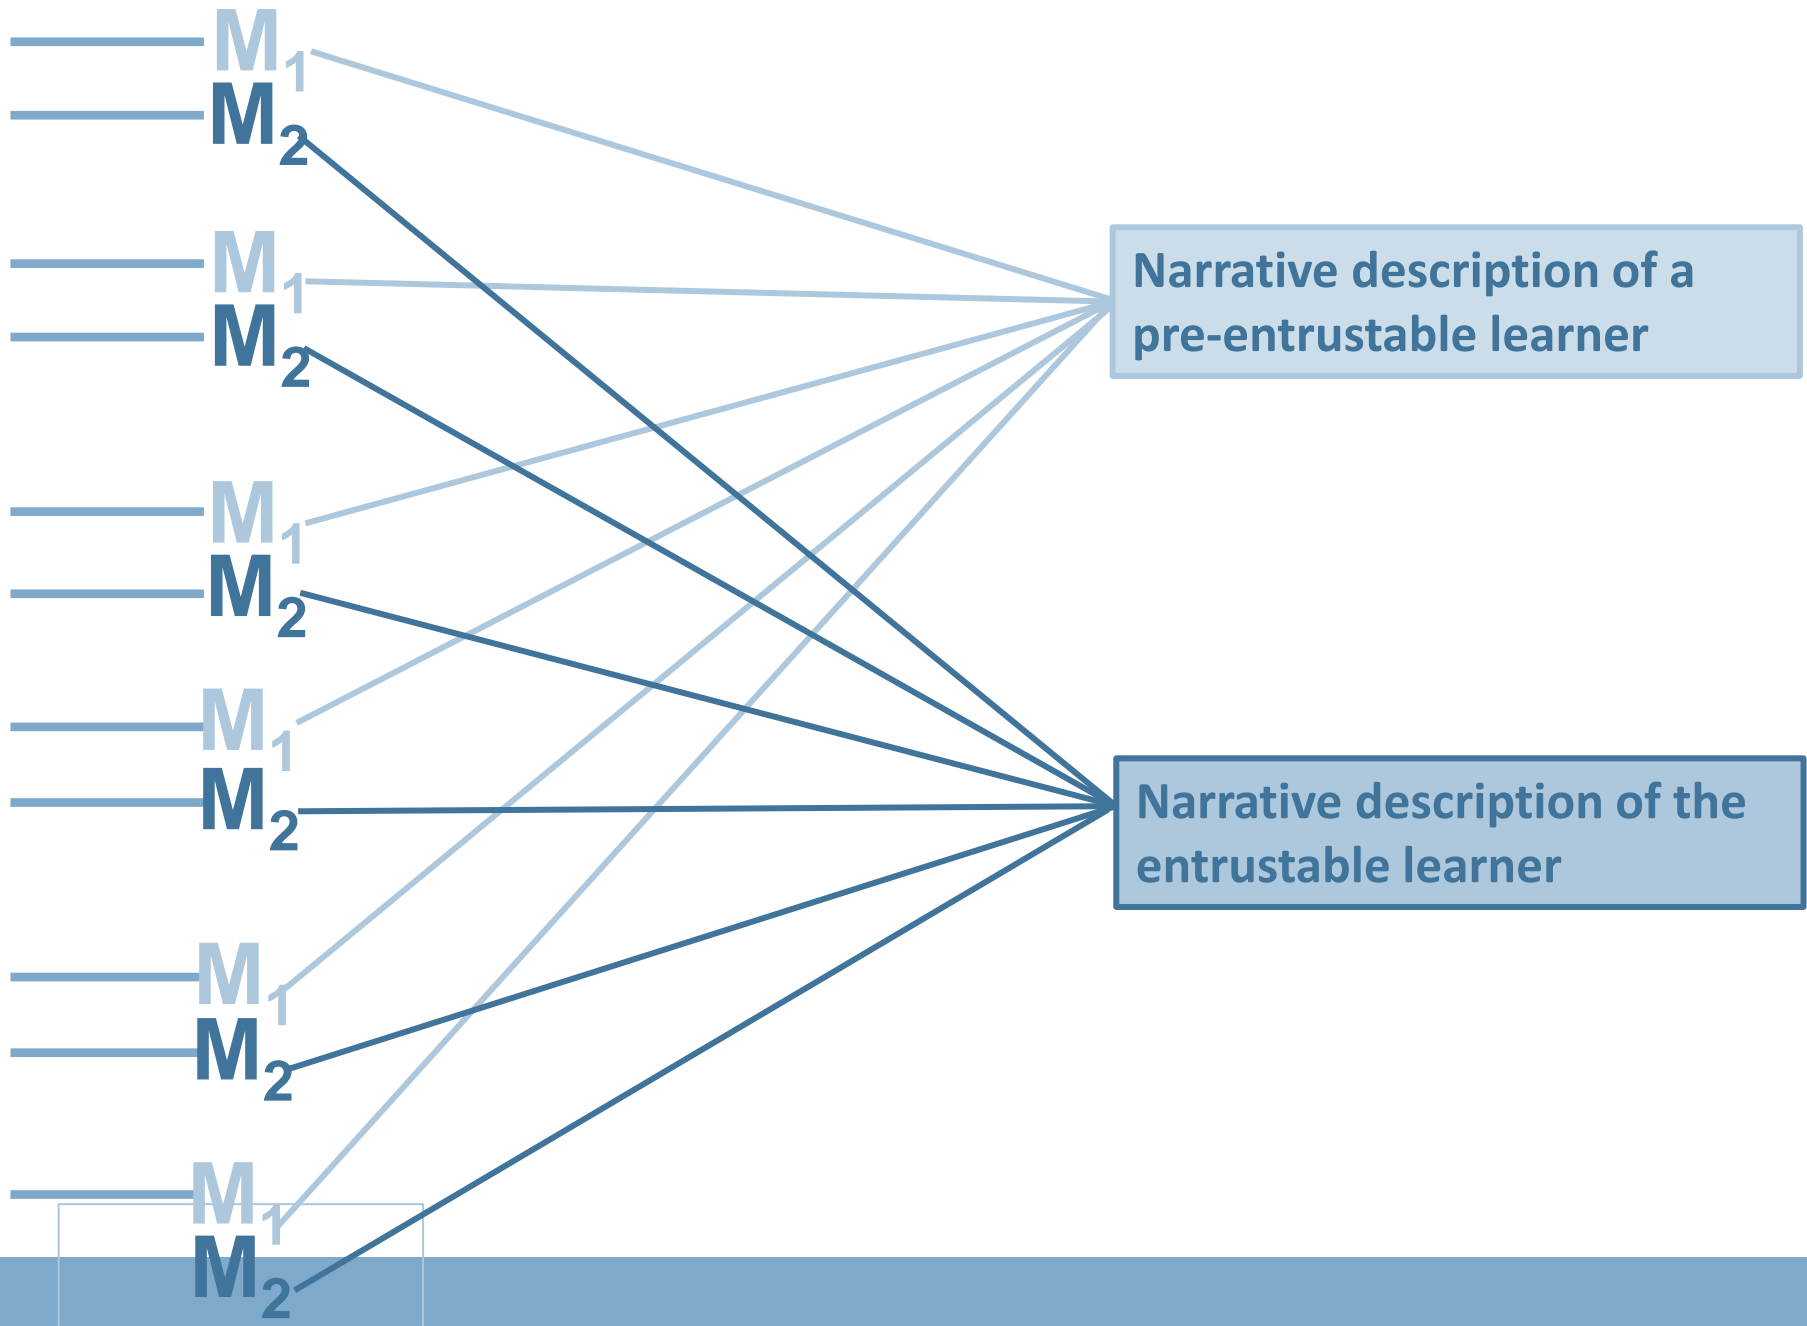 M1
M2
M1
M2
M1
M2
M1
M2
M1
M2
M1
M2
Narrative description of a
pre-entrustable learner
Narrative description of the
entrustable learner